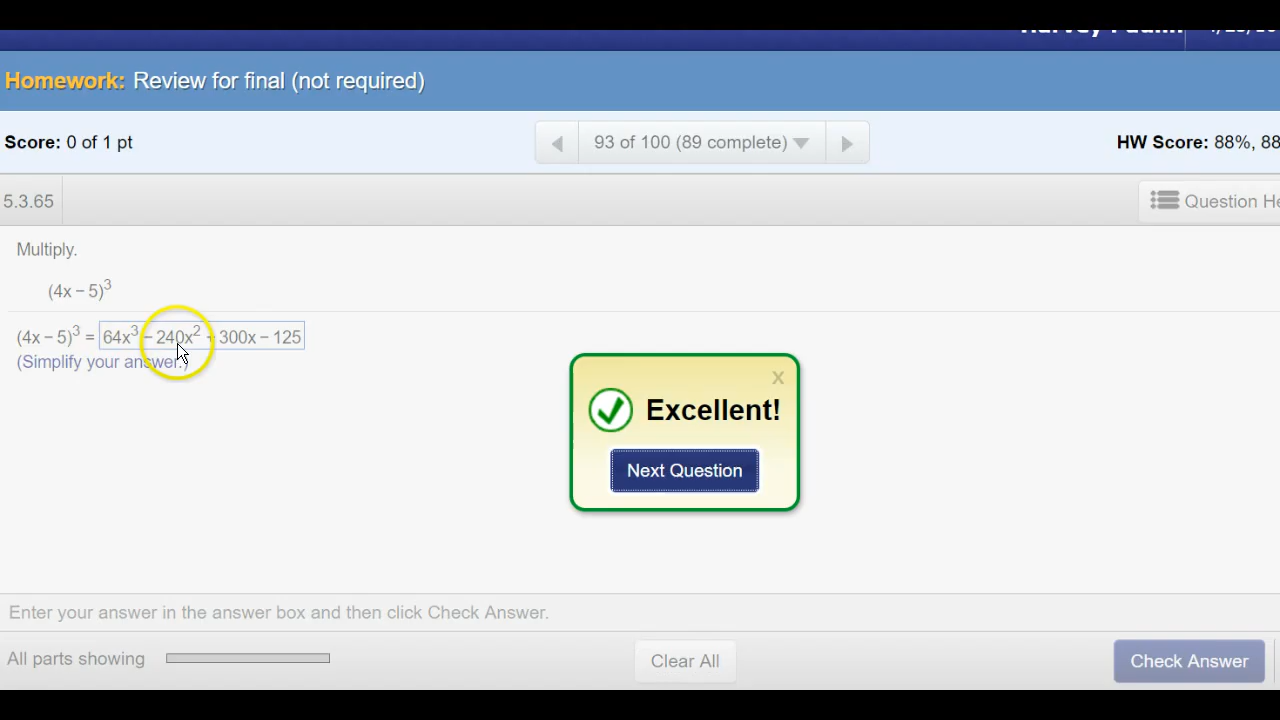 Homework: Review for final (not required)
Score: 0 of 1 pt
93 of 100 (89 complete)
HW Score: 88%, 88
5.3.65
Question He
Multiply.
(4x − 5)³
(4x − 5)³ = 64x³ − 240x² + 300x − 125
(Simplify your answer.)
x
Excellent!
Next Question
Enter your answer in the answer box and then click Check Answer.
All parts showing
Clear All
Check Answer